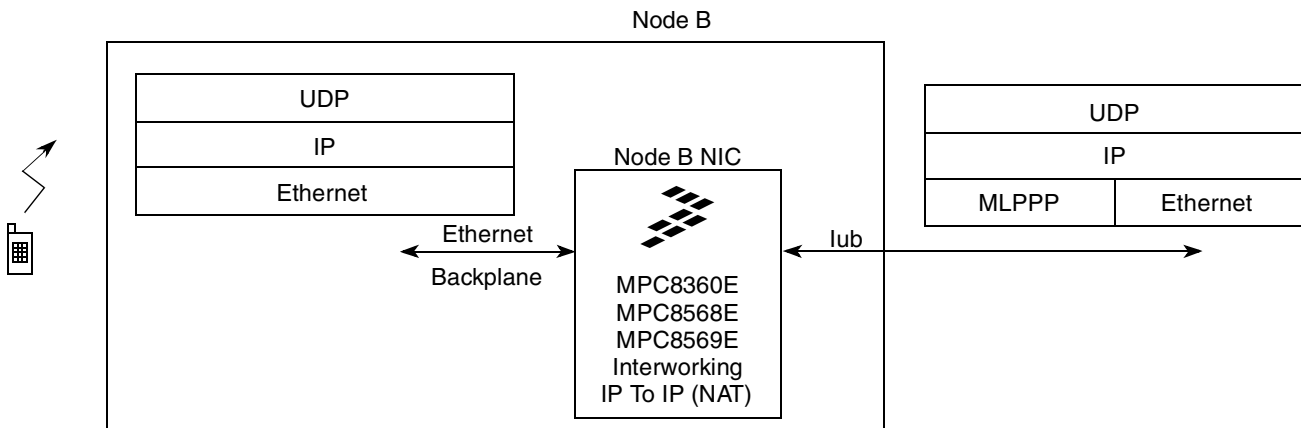 Node B
UDP
IP
Ethernet
Ethernet
Backplane
Node B NIC
MPC8360E
MPC8568E
MPC8569E
Interworking
IP To IP (NAT)
Iub
UDP
IP
MLPPP
Ethernet